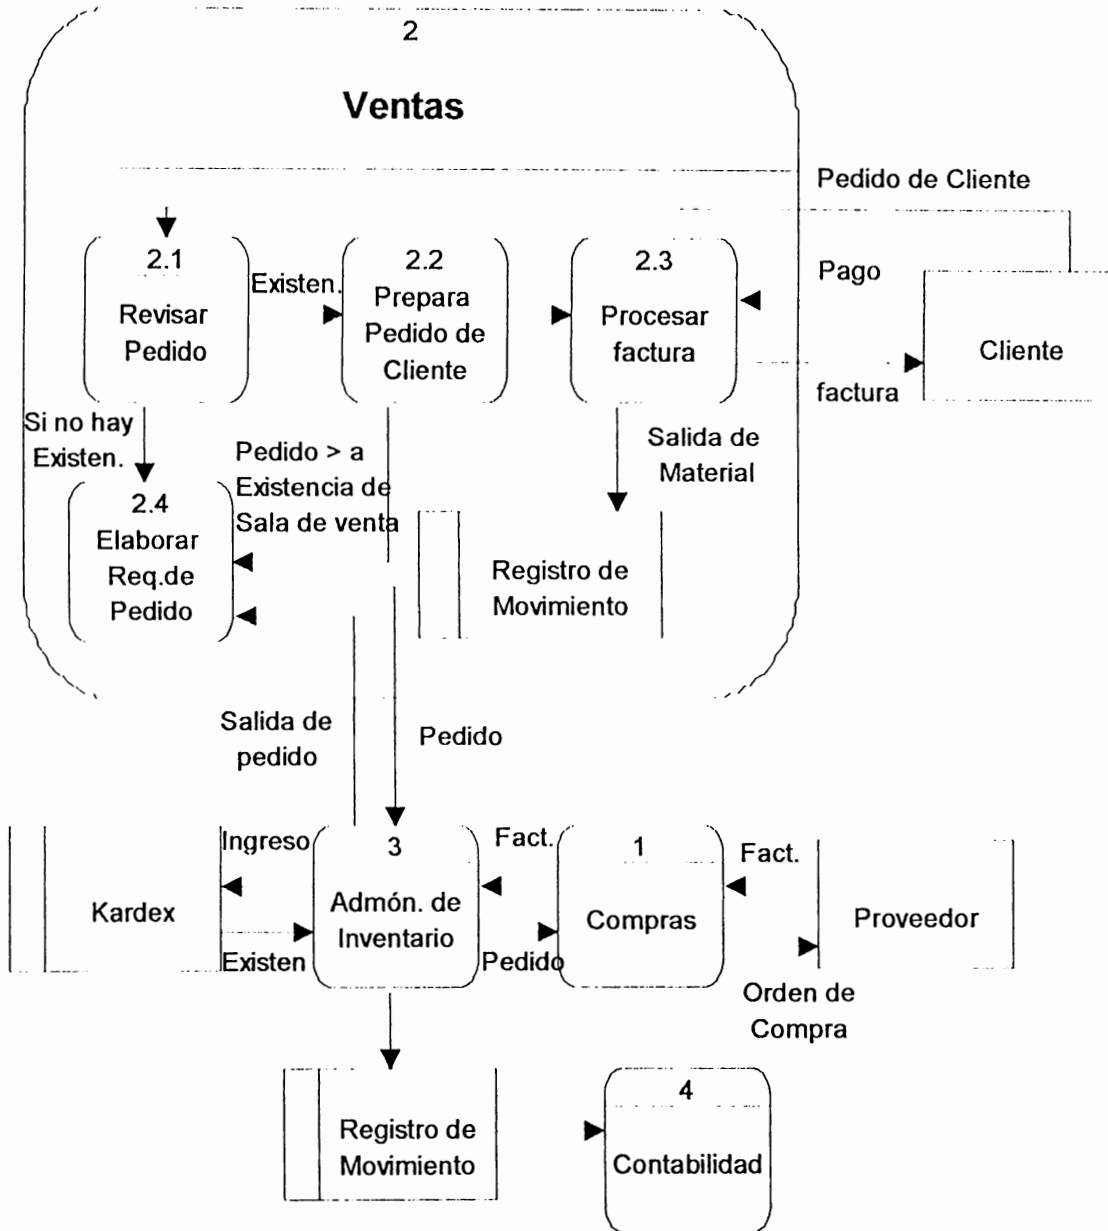 2
Ventas
Pedido de Cliente
2.1
Revisar
Pedido
Existen.
2.2
Prepara
Pedido de
Cliente
2.3
Procesar
factura
Pago
Cliente
factura
Si no hay
Existen.
Pedido > a
Existencia de
Sala de venta
Salida de
Material
2.4
Elaborar
Req.de
Pedido
Registro de
Movimiento
Salida de
pedido
Pedido
Kardex
Ingreso
Existen
3
Admón. de
Inventario
Fact.
Pedido
1
Compras
Fact.
Orden de
Compra
Proveedor
Registro de
Movimiento
4
Contabilidad